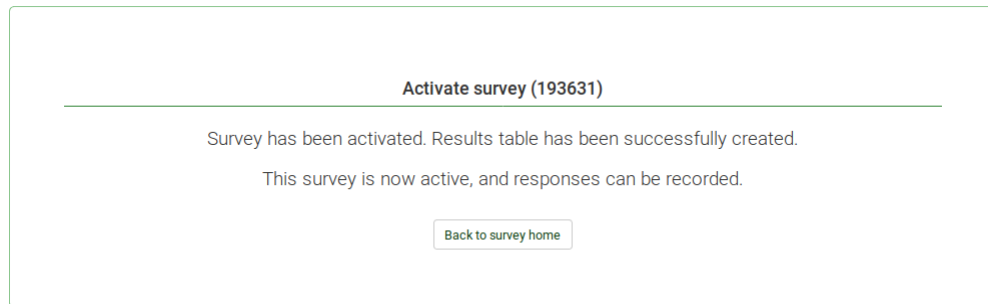 Activate survey (193631)
Survey has been activated. Results table has been successfully created.
This survey is now active, and responses can be recorded.
Back to survey home